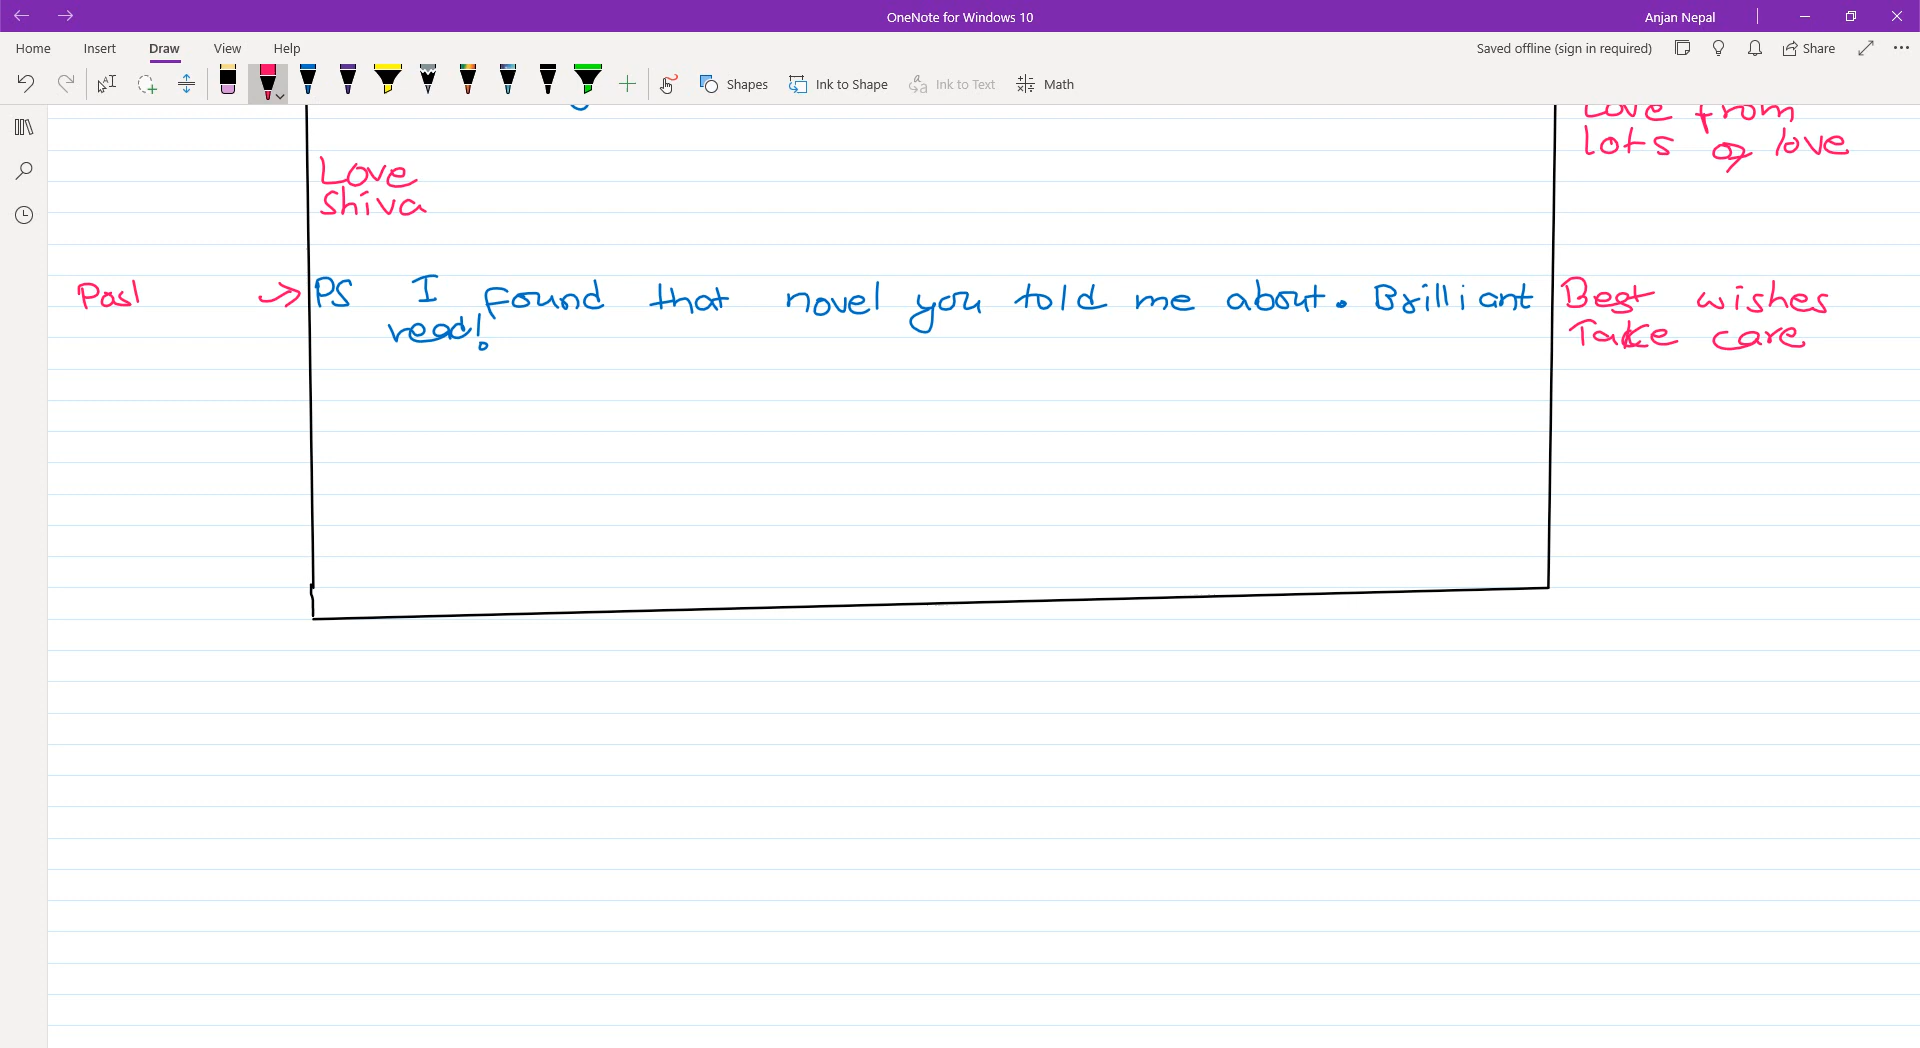 OneNote for Windows 10
Anjan Nepal
Home Insert Draw View Help
Saved offline (sign in required)
Share
Shapes
Ink to Shape
Ink to Text
Math
Love from
lots of love
Love
Shiva
Post
PS I Found that novel you told me about. Brilliant
read!
Best wishes
Take care